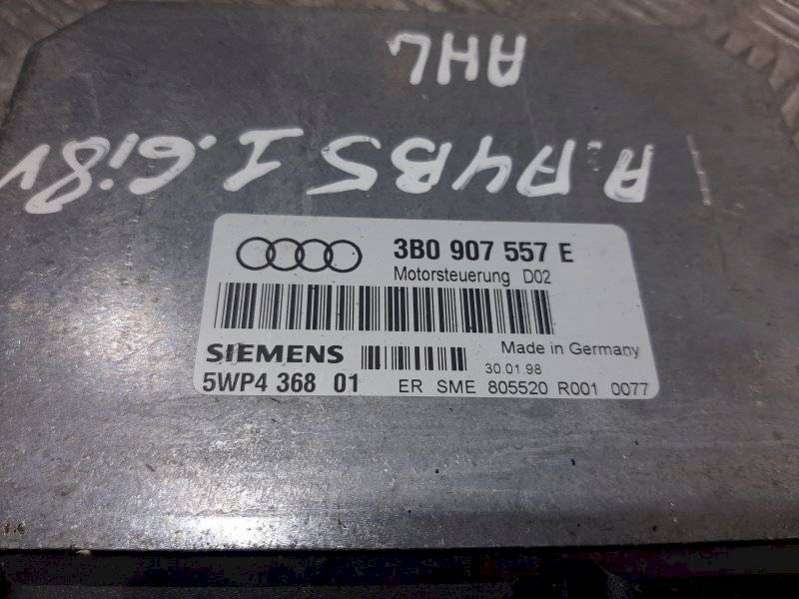 AHL
A.A4B5 1.6i8v
3B0 907 557 E
Motorsteuerung D02
SIEMENS
Made in Germany
30.01.98
5WP4 368 01
ER SME 805520 R001 0077